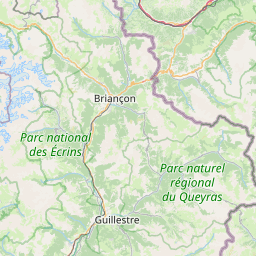 Briançon
Parc national
des Écrins
Parc naturel
régional
du Queyras
Guillestre